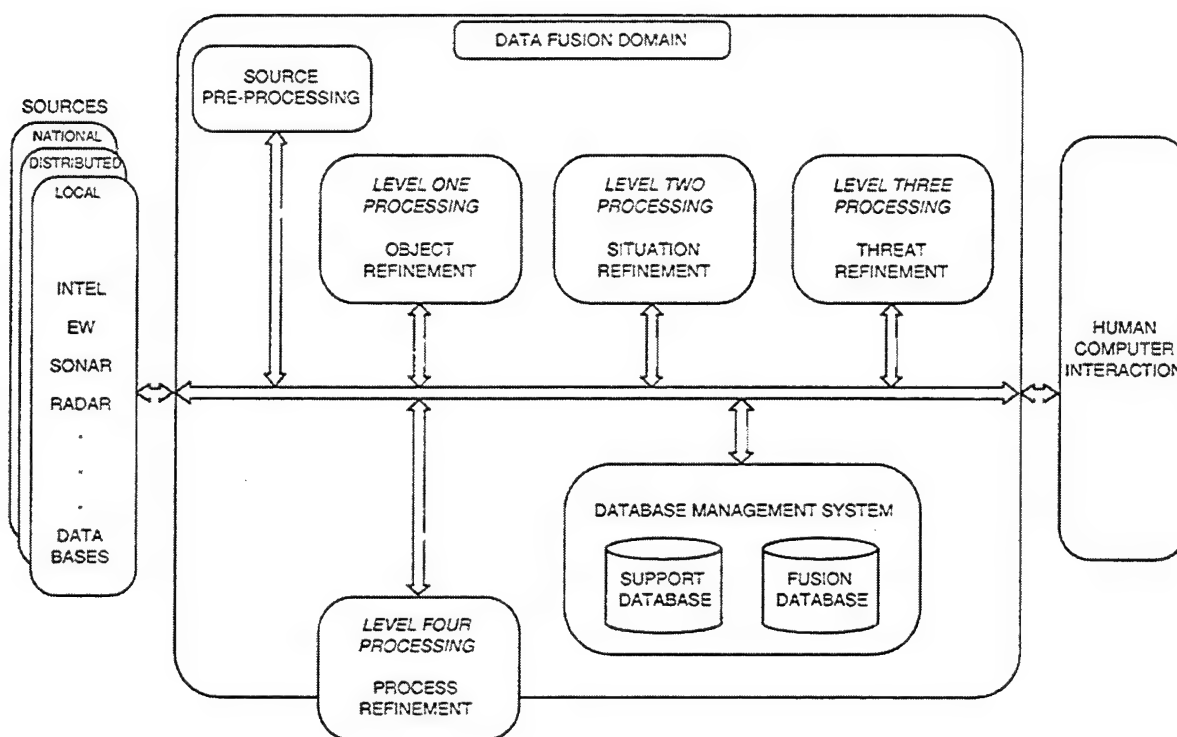 DATA FUSION DOMAIN
SOURCE
PRE-PROCESSING
SOURCES
NATIONAL
DISTRIBUTED
LOCAL
INTEL
EW
SONAR
RADAR
.
.
.
DATA
BASES
LEVEL ONE
PROCESSING
OBJECT
REFINEMENT
LEVEL TWO
PROCESSING
SITUATION
REFINEMENT
LEVEL THREE
PROCESSING
THREAT
REFINEMENT
HUMAN
COMPUTER
INTERACTION
DATABASE MANAGEMENT SYSTEM
SUPPORT
DATABASE
FUSION
DATABASE
LEVEL FOUR
PROCESSING
PROCESS
REFINEMENT